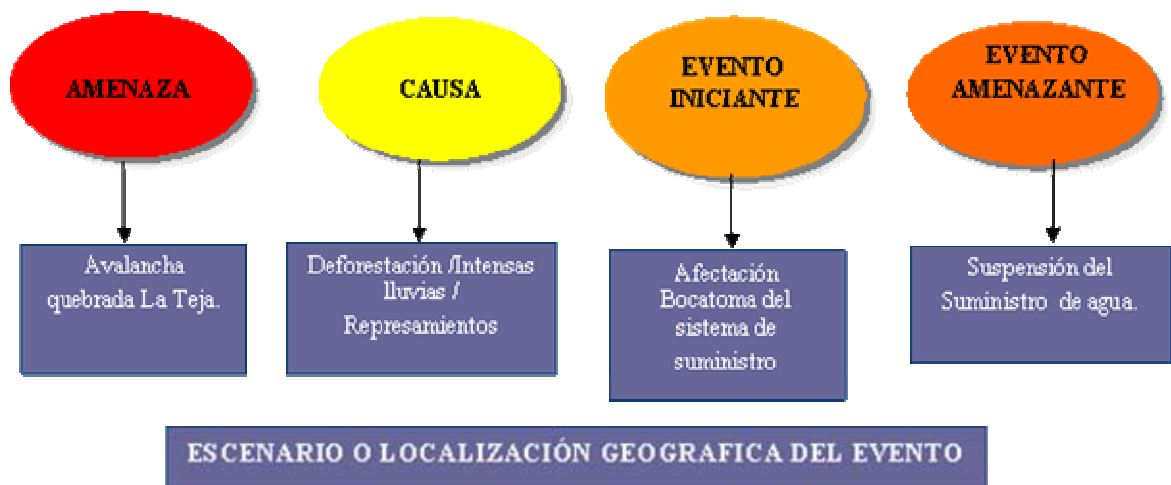 AMENAZA
CAUSA
EVENTO
INICIANTE
EVENTO
AMENAZANTE
Avalancha
quebrada La Teja.
Deforestación /Intensas
lluvias /
Represamientos
Afectación
Bocatoma del
sistema de
suministro
Suspensión del
Suministro de agua.
ESCENARIO O LOCALIZACIÓN GEOGRAFICA DEL EVENTO